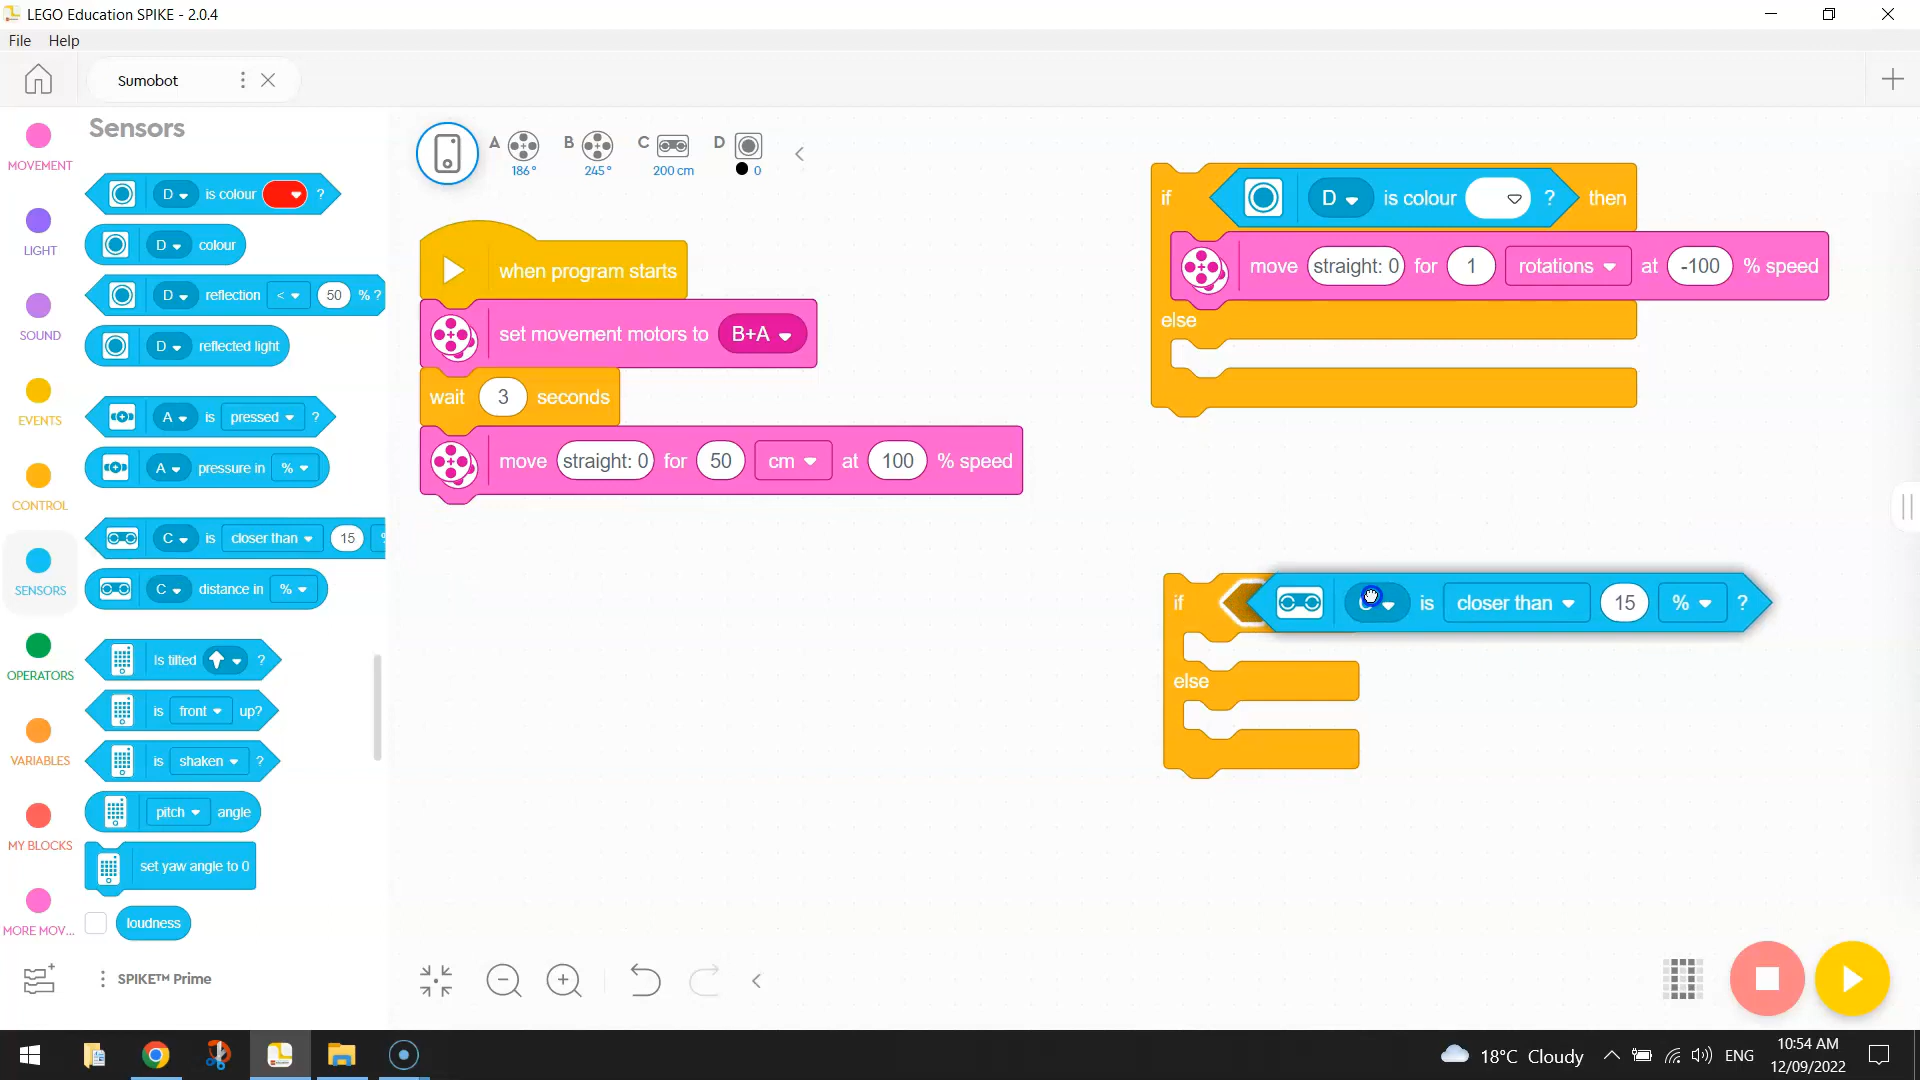 LEGO Education SPIKE - 2.0.4
File Help
Sumobot
Sensors
MOVEMENT
LIGHT
SOUND
EVENTS
CONTROL
SENSORS
OPERATORS
VARIABLES
MY BLOCKS
MORE MOV...
D is colour ?
D colour
D reflection < 50 % ?
D reflected light
A is pressed ?
A pressure in %
C is closer than 15
C distance in %
Is tilted ?
is front up?
is shaken ?
pitch angle
set yaw angle to 0
loudness
SPIKE™ Prime
A 186°
B 245°
C 200 cm
D 0
when program starts
set movement motors to B+A
wait 3 seconds
move straight: 0 for 50 cm at 100 % speed
if D is colour ? then
move straight: 0 for 1 rotations at -100 % speed
else
if C is closer than 15 % ?
else
18°C Cloudy
ENG
10:54 AM
12/09/2022